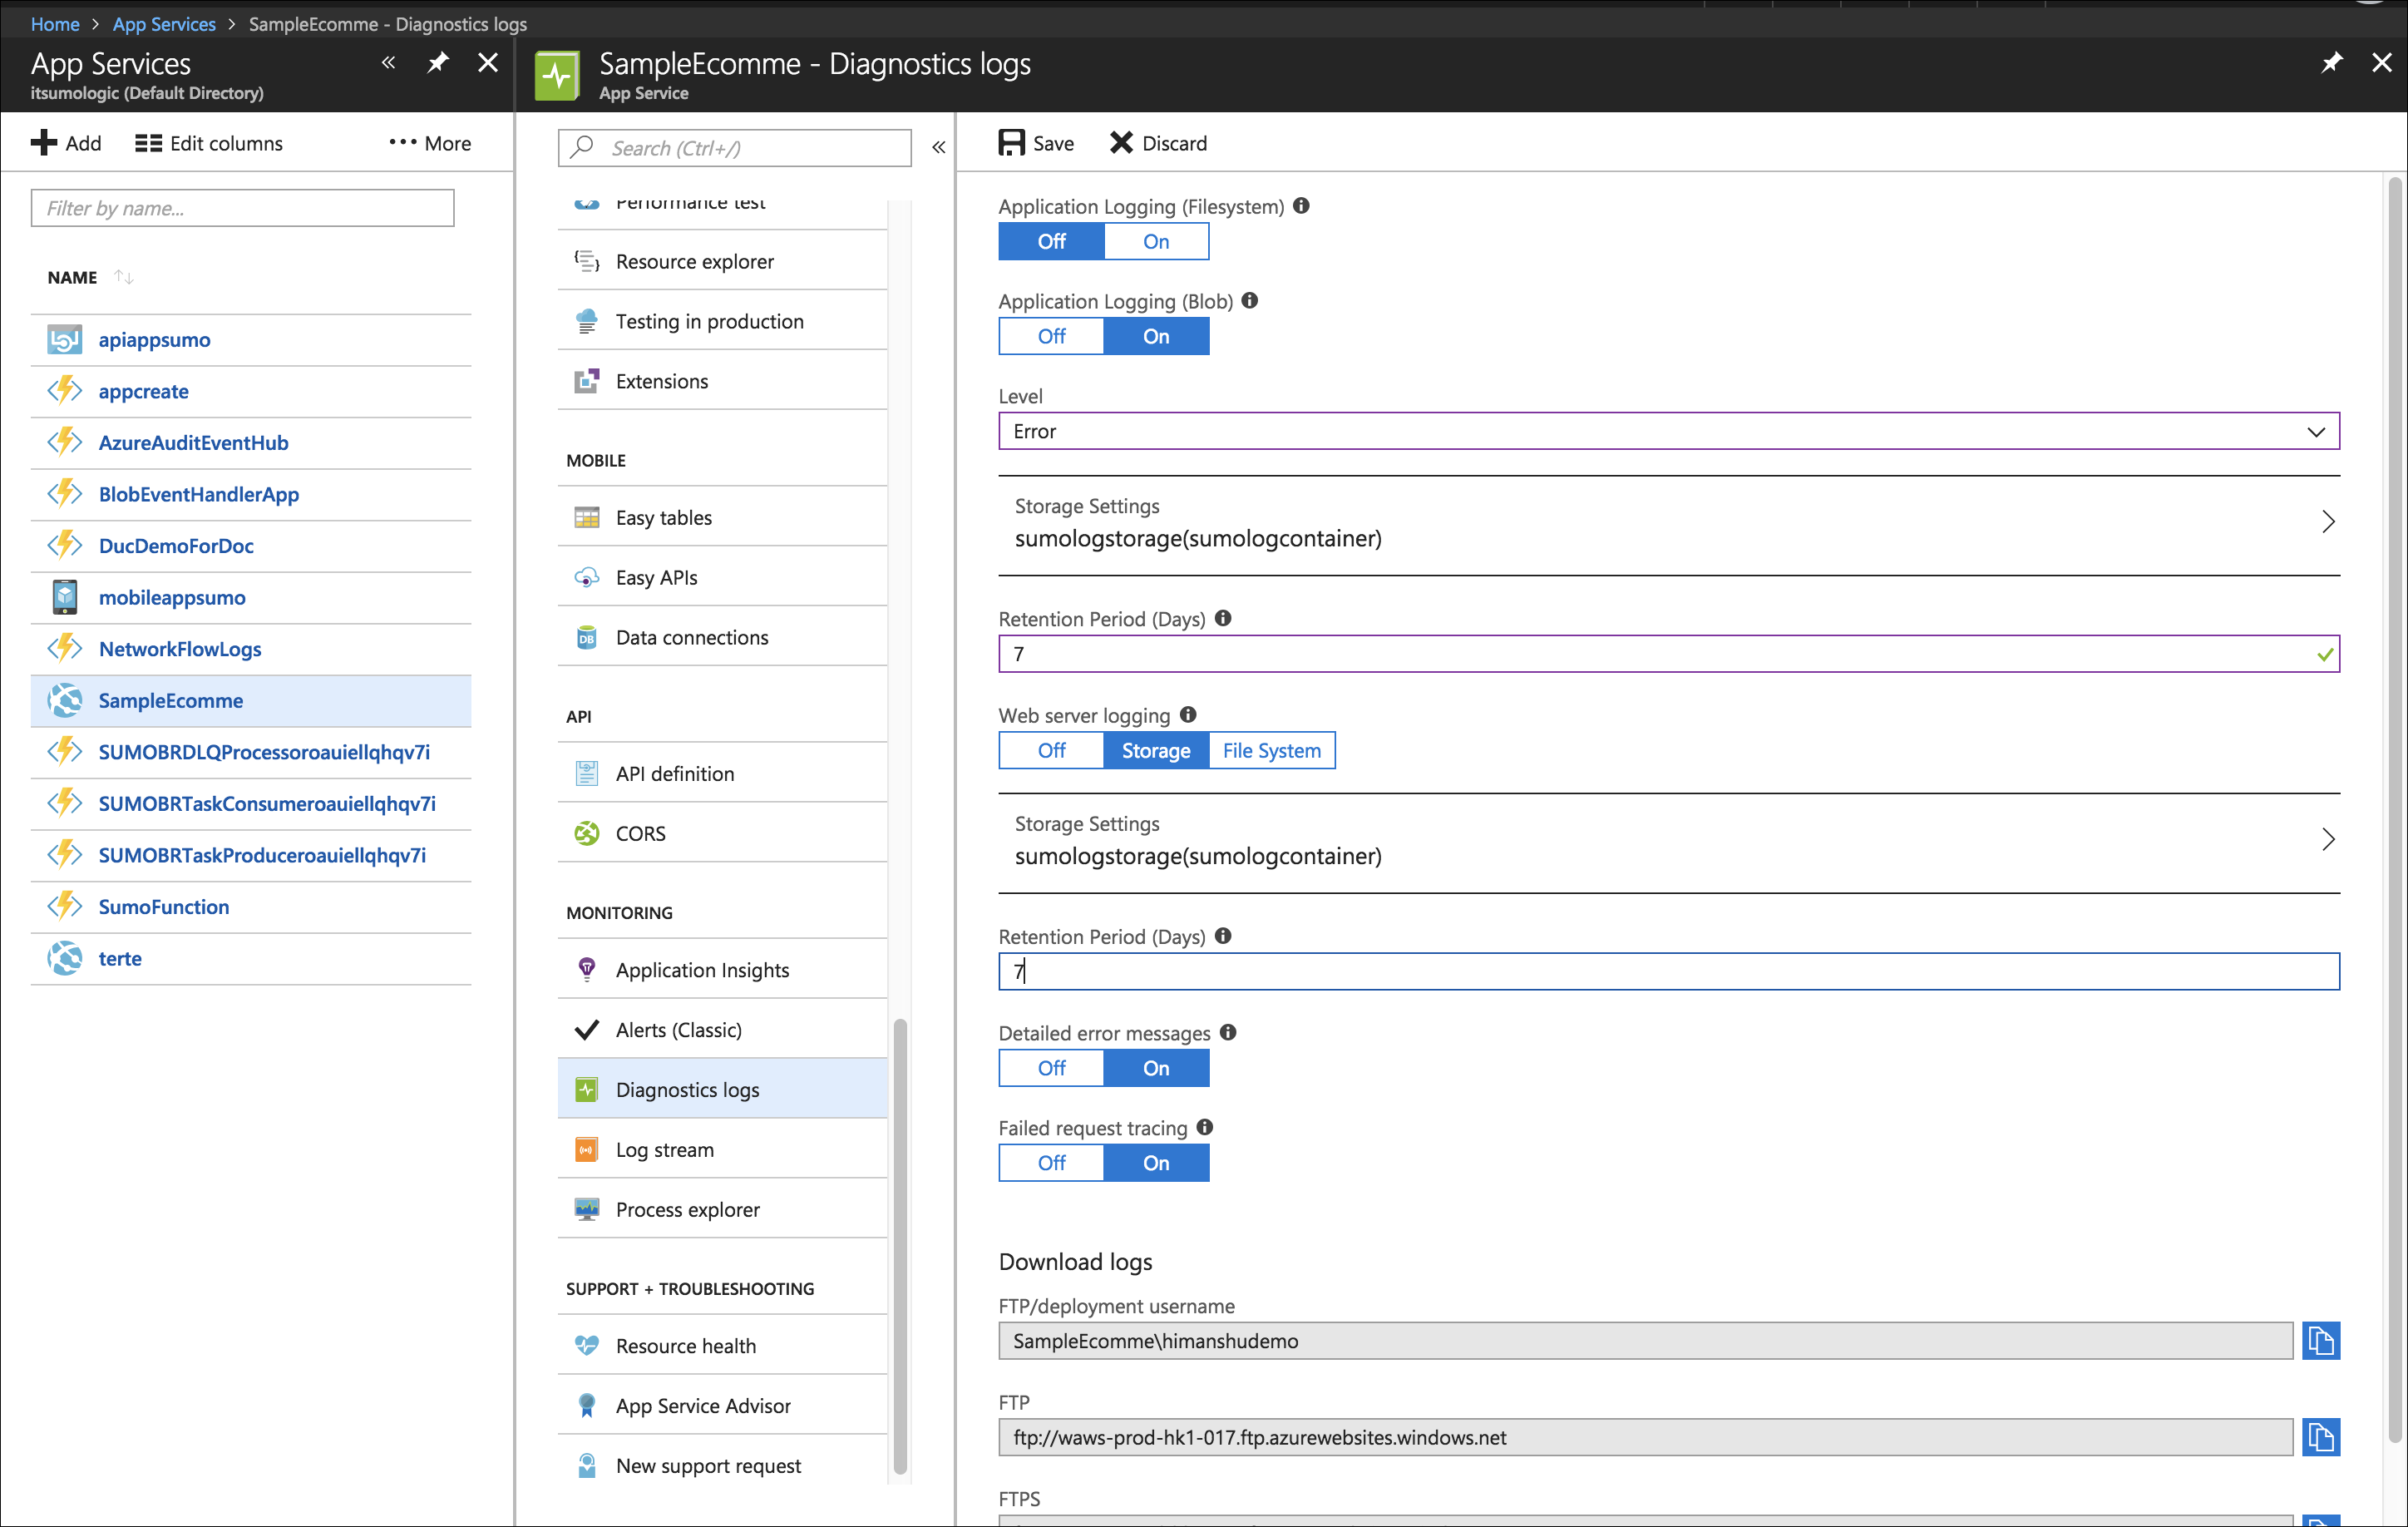 Home > App Services > SampleEcomme - Diagnostics logs
App Services
itsumologic (Default Directory)
Add
Edit columns
More
Filter by name...
NAME
apiappsumo
appcreate
AzureAuditEventHub
BlobEventHandlerApp
DucDemoForDoc
mobileappsumo
NetworkFlowLogs
SampleEcomme
SUMOBRDLQProcessoroauiellqhqv7i
SUMOBRTaskConsumeroauiellqhqv7i
SUMOBRTaskProduceroauiellqhqv7i
SumoFunction
terte
SampleEcomme - Diagnostics logs
App Service
Search (Ctrl+/)
Performance test
Resource explorer
Testing in production
Extensions
MOBILE
Easy tables
Easy APIs
Data connections
API
API definition
CORS
MONITORING
Application Insights
Alerts (Classic)
Diagnostics logs
Log stream
Process explorer
SUPPORT + TROUBLESHOOTING
Resource health
App Service Advisor
New support request
Save
Discard
Application Logging (Filesystem)
Off On
Application Logging (Blob)
Off On
Level
Error
Storage Settings
sumologstorage(sumologcontainer)
Retention Period (Days)
7
Web server logging
Off Storage File System
Storage Settings
sumologstorage(sumologcontainer)
Retention Period (Days)
7
Detailed error messages
Off On
Failed request tracing
Off On
Download logs
FTP/deployment username
SampleEcomme\himanshudemo
FTP
ftp://waws-prod-hk1-017.ftp.azurewebsites.windows.net
FTPS